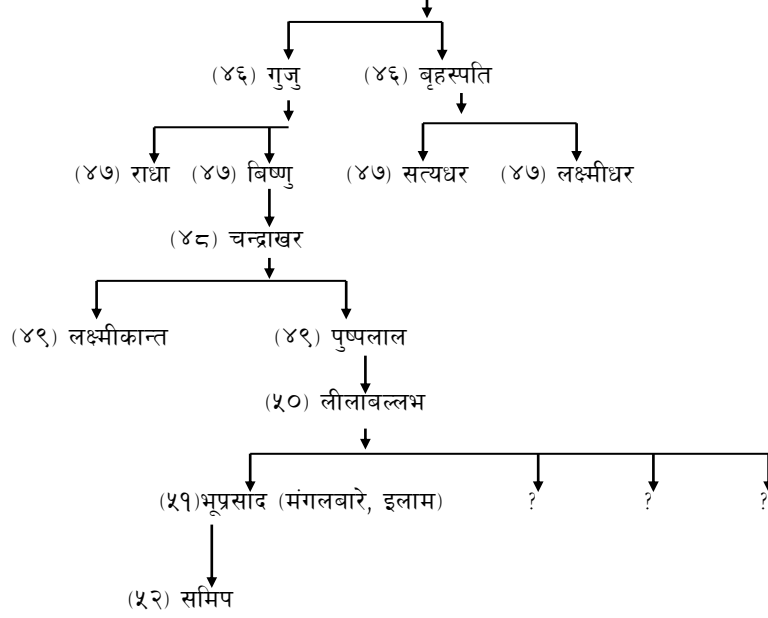 (४६) गुजु (४६) बृहस्पति
(४७) राधा (४७) बिष्णु (४७) सत्यधर (४७) लक्ष्मीधर
(४८) चन्द्राखर
(४९) लक्ष्मीकान्त (४९) पुष्पलाल
(५०) लीलाबल्लभ
(५१)भूप्रसाद (मंगलबारे, इलाम) ? ? ?
(५२) समिप